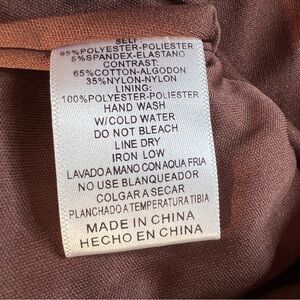 SELF
95%POLYESTER-POLIESTER
5%SPANDEX-ELASTANO
CONTRAST:
65%COTTON-ALGODON
35%NYLON-NYLON
LINING:
100%POLYESTER-POLIESTER
HAND WASH
W/COLD WATER
DO NOT BLEACH
LINE DRY
IRON LOW
LAVADO A MANO CON AQUA FRIA
NO USE BLANQUEADOR
COLGAR A SECAR
PLANCHADO A TEMPERATURA TIBIA
MADE IN CHINA
HECHO EN CHINA